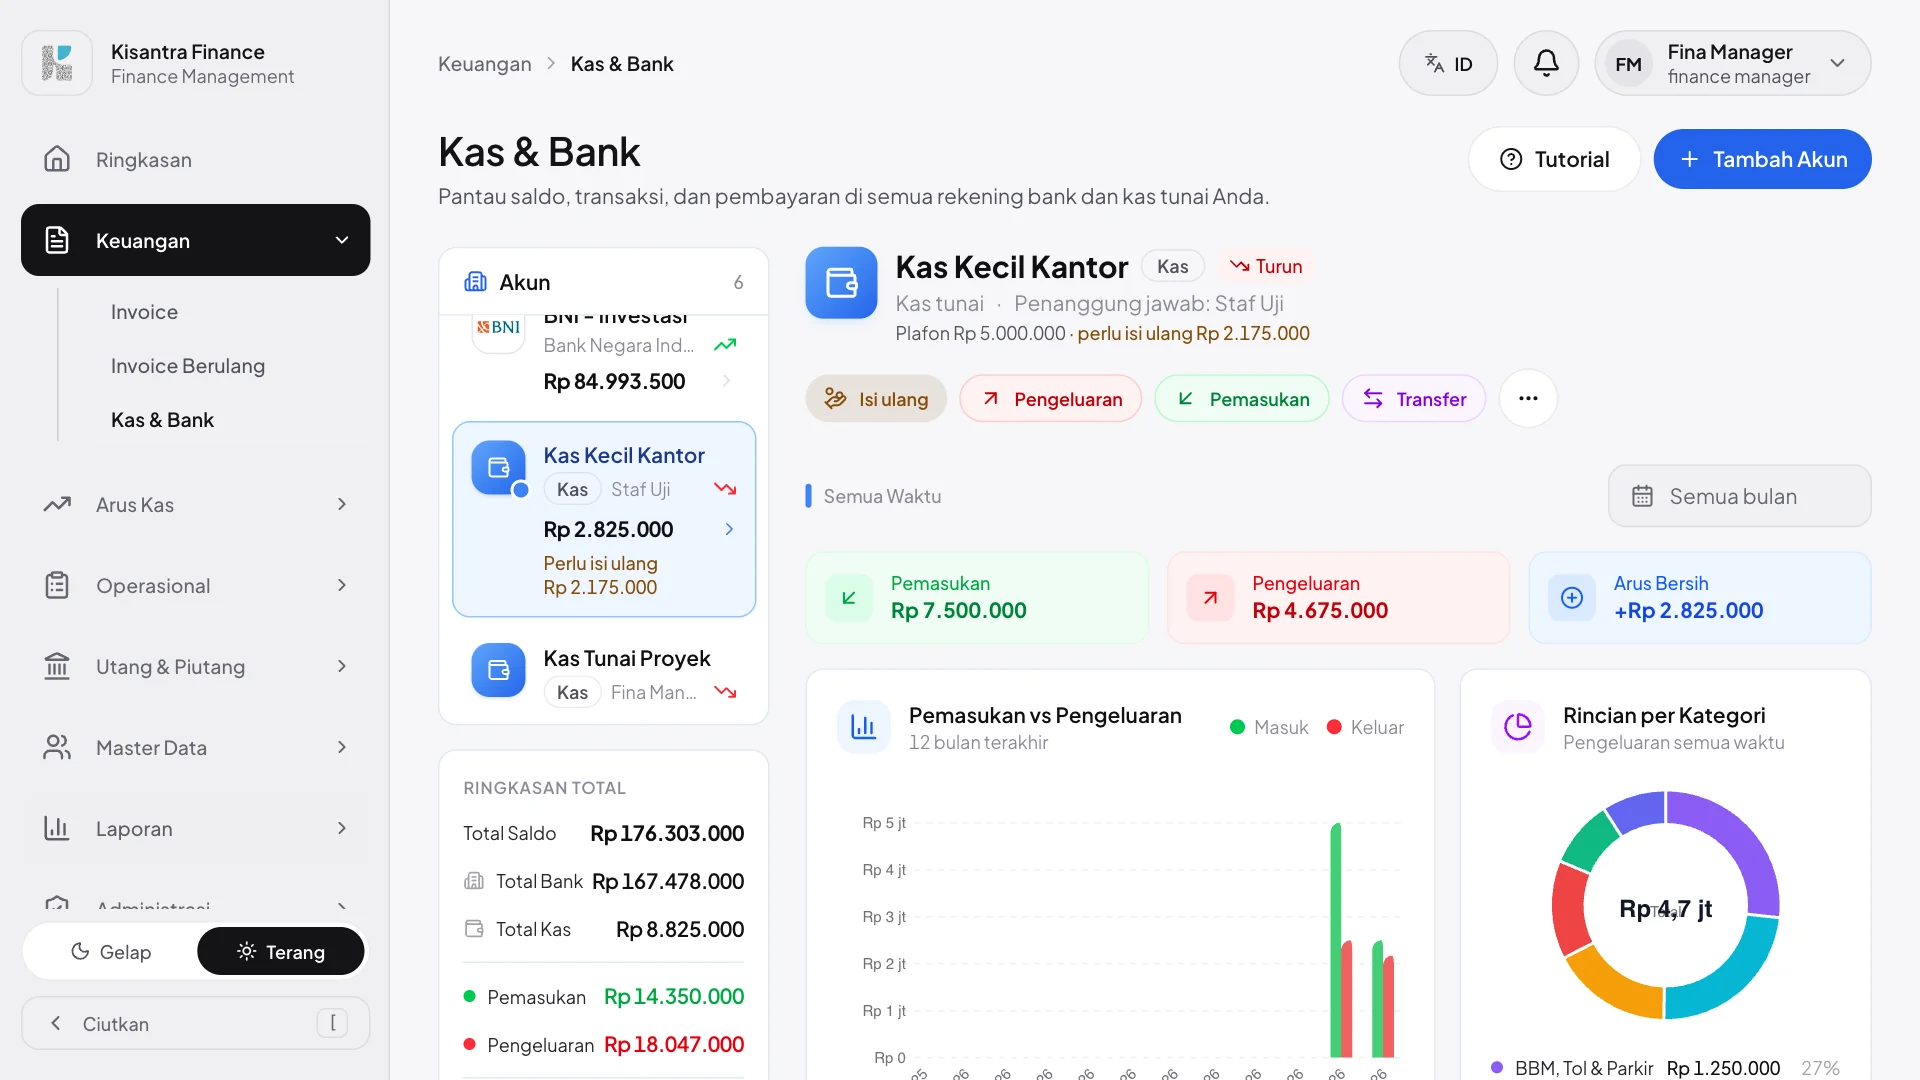 Kisantra Finance
Finance Management
Ringkasan
Keuangan
Invoice
Invoice Berulang
Kas & Bank
Arus Kas
Operasional
Utang & Piutang
Master Data
Laporan
Administrasi
Gelap
Terang
Ciutkan
[
Keuangan > Kas & Bank
ID
FM
Fina Manager
finance manager
Kas & Bank
Pantau saldo, transaksi, dan pembayaran di semua rekening bank dan kas tunai Anda.
Tutorial
Tambah Akun
Akun
6
BNI
BNI - Investasi
Bank Negara Ind...
Rp 84.993.500
Kas Kecil Kantor
Kas
Staf Uji
Rp 2.825.000
Perlu isi ulang
Rp 2.175.000
Kas Tunai Proyek
Kas
Fina Man...
RINGKASAN TOTAL
Total Saldo Rp 176.303.000
Total Bank Rp 167.478.000
Total Kas Rp 8.825.000
Pemasukan Rp 14.350.000
Pengeluaran Rp 18.047.000
Kas Kecil Kantor
Kas
Turun
Kas tunai · Penanggung jawab: Staf Uji
Plafon Rp 5.000.000 · perlu isi ulang Rp 2.175.000
Isi ulang
Pengeluaran
Pemasukan
Transfer
Semua Waktu
Semua bulan
Pemasukan
Rp 7.500.000
Pengeluaran
Rp 4.675.000
Arus Bersih
+Rp 2.825.000
Pemasukan vs Pengeluaran
12 bulan terakhir
Masuk
Keluar
Rp 5 jt
Rp 4 jt
Rp 3 jt
Rp 2 jt
Rp 1 jt
Rp 0
Rincian per Kategori
Pengeluaran semua waktu
Rp 4,7 jt
Total
BBM, Tol & Parkir Rp 1.250.000 27%